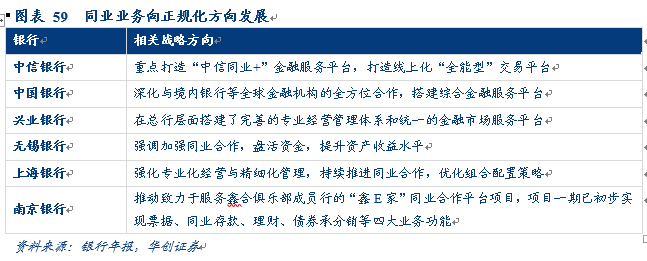 图表 59 同业业务向正规化方向发展
银行 相关战略方向
中信银行 重点打造“中信同业+”金融服务平台，打造线上化“全能型”交易平台
中国银行 深化与境内银行等全球金融机构的全方位合作，搭建综合金融服务平台
兴业银行 在总行层面搭建了完善的专业经营管理体系和统一的金融市场服务平台
无锡银行 强调加强同业合作，盘活资金，提升资产收益水平
上海银行 强化专业化经营与精细化管理，持续推进同业合作，优化组合配置策略
南京银行 推动致力于服务鑫合俱乐部成员行的“鑫E家”同业合作平台项目，项目一期已初步实
现票据、同业存款、理财、债券承分销等四大业务功能
资料来源：银行年报，华创证券